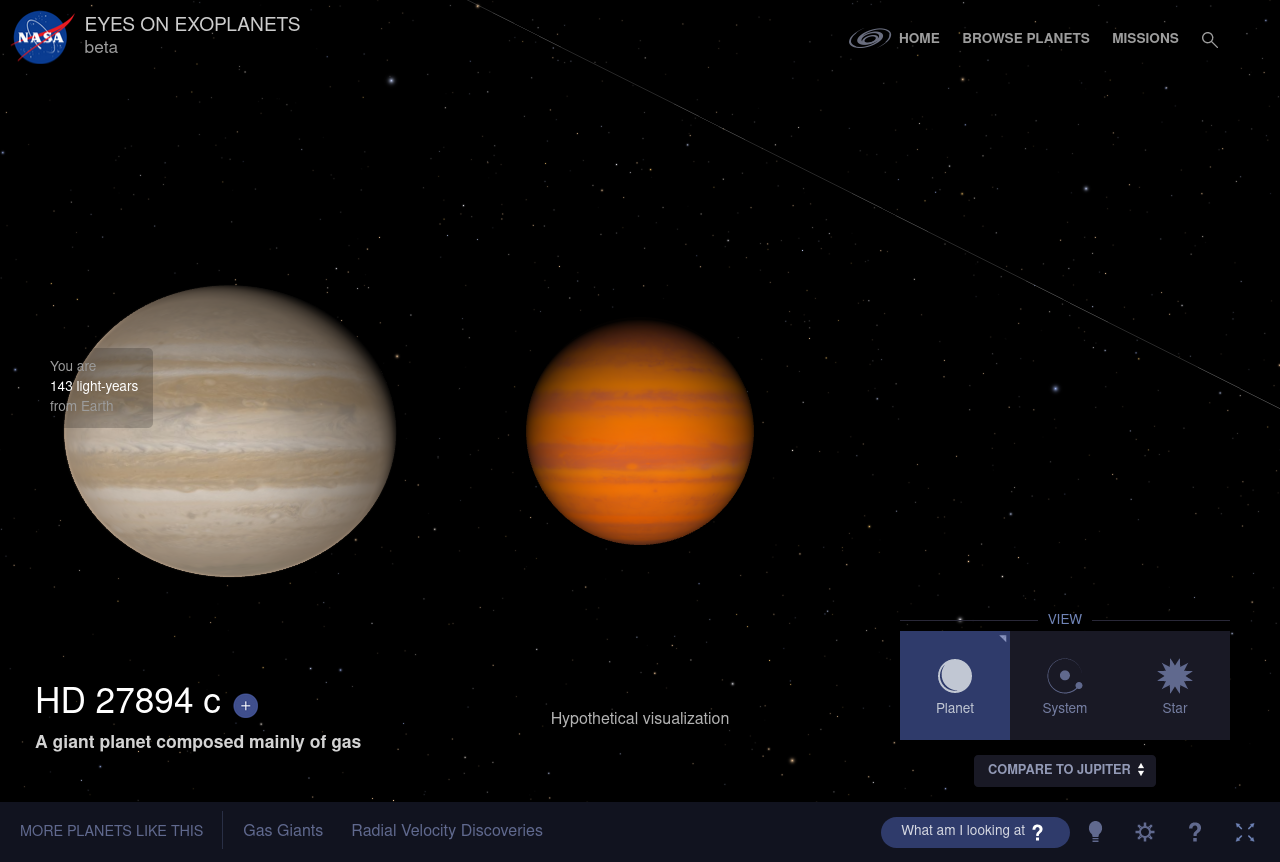 NASA
EYES ON EXOPLANETS
beta
HOME
BROWSE PLANETS
MISSIONS
You are
143 light-years
from Earth
VIEW
Planet
System
Star
HD 27894 c +
A giant planet composed mainly of gas
Hypothetical visualization
COMPARE TO JUPITER
MORE PLANETS LIKE THIS
Gas Giants
Radial Velocity Discoveries
What am I looking at ?
?